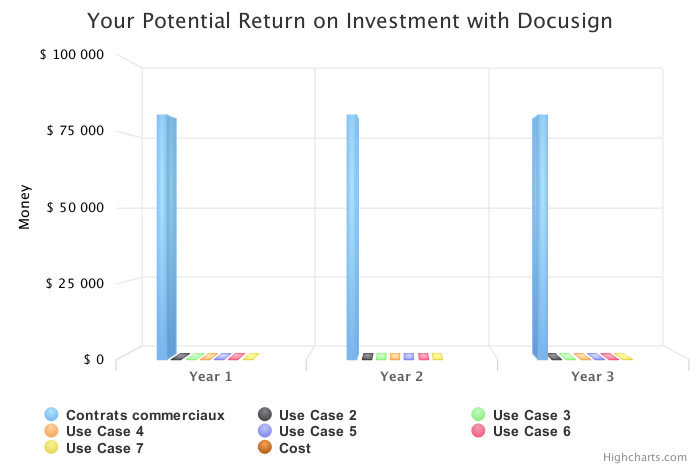 Your Potential Return on Investment with Docusign
$ 100 000
$ 75 000
$ 50 000
$ 25 000
$ 0
Money
Year 1 Year 2 Year 3
Contrats commerciaux Use Case 2 Use Case 3
Use Case 4 Use Case 5 Use Case 6
Use Case 7 Cost
Highcharts.com